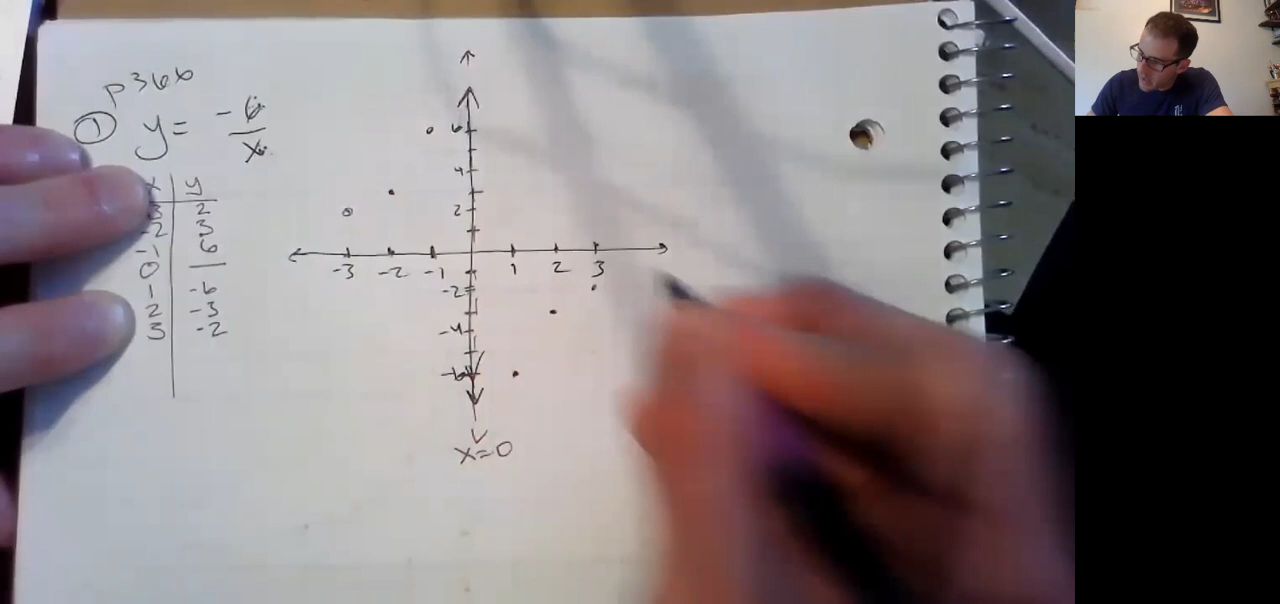 p366
① y = -6/x
x y
-3 2
-2 3
-1 6
0 —
1 -6
2 -3
3 -2
6
4
2
-3 -2 -1 1 2 3
-2
-4
-6
x=0